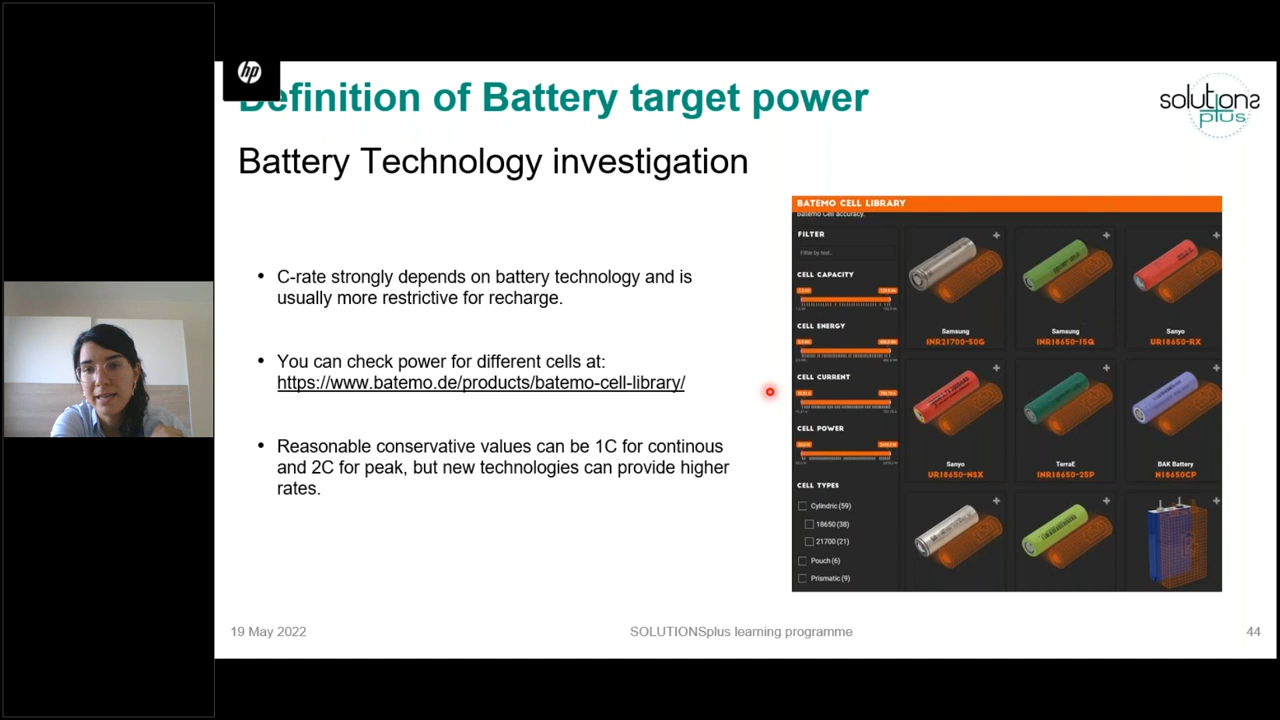 hp
Definition of Battery target power
solutions
plus
Battery Technology investigation
• C-rate strongly depends on battery technology and is
usually more restrictive for recharge.
• You can check power for different cells at:
https://www.batemo.de/products/batemo-cell-library/
• Reasonable conservative values can be 1C for continous
and 2C for peak, but new technologies can provide higher
rates.
BATEMO CELL LIBRARY
Batemo Cell accuracy.
FILTER
Filter by text..
CELL CAPACITY
CELL ENERGY
CELL CURRENT
CELL POWER
CELL TYPES
Cylindric (59)
18650 (38)
21700 (21)
Pouch (6)
Prismatic (9)
Samsung
INR21700-50G
Samsung
INR18650-15Q
Sanyo
UR18650-RX
Sanyo
UR18650-NSX
TerraE
INR18650-25P
BAK Battery
N18650CP
19 May 2022
SOLUTIONSplus learning programme
44